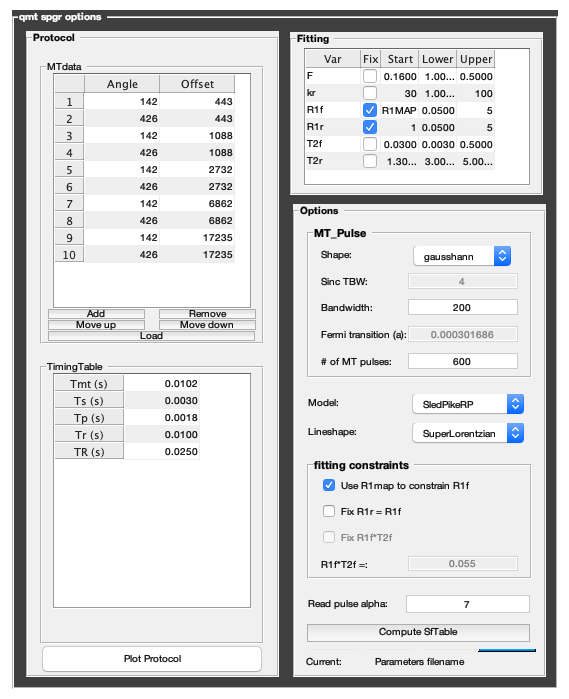 qmt spgr options
Protocol
MTdata
Angle Offset
1 142 443
2 426 443
3 142 1088
4 426 1088
5 142 2732
6 426 2732
7 142 6862
8 426 6862
9 142 17235
10 426 17235
Add Remove
Move up Move down
Load
TimingTable
Tmt (s) 0.0102
Ts (s) 0.0030
Tp (s) 0.0018
Tr (s) 0.0100
TR (s) 0.0250
Plot Protocol
Fitting
Var Fix Start Lower Upper
F 0.1600 1.00... 0.5000
kr 30 1.00... 100
R1f R1MAP 0.0500 5
R1r 1 0.0500 5
T2f 0.0300 0.0030 0.5000
T2r 1.30... 3.00... 5.00...
Options
MT_Pulse
Shape: gausshann
Sinc TBW: 4
Bandwidth: 200
Fermi transition (a): 0.000301686
# of MT pulses: 600
Model: SledPikeRP
Lineshape: SuperLorentzian
fitting constraints
Use R1map to constrain R1f
Fix R1r = R1f
Fix R1f*T2f
R1f*T2f =: 0.055
Read pulse alpha: 7
Compute SfTable
Current: Parameters filename